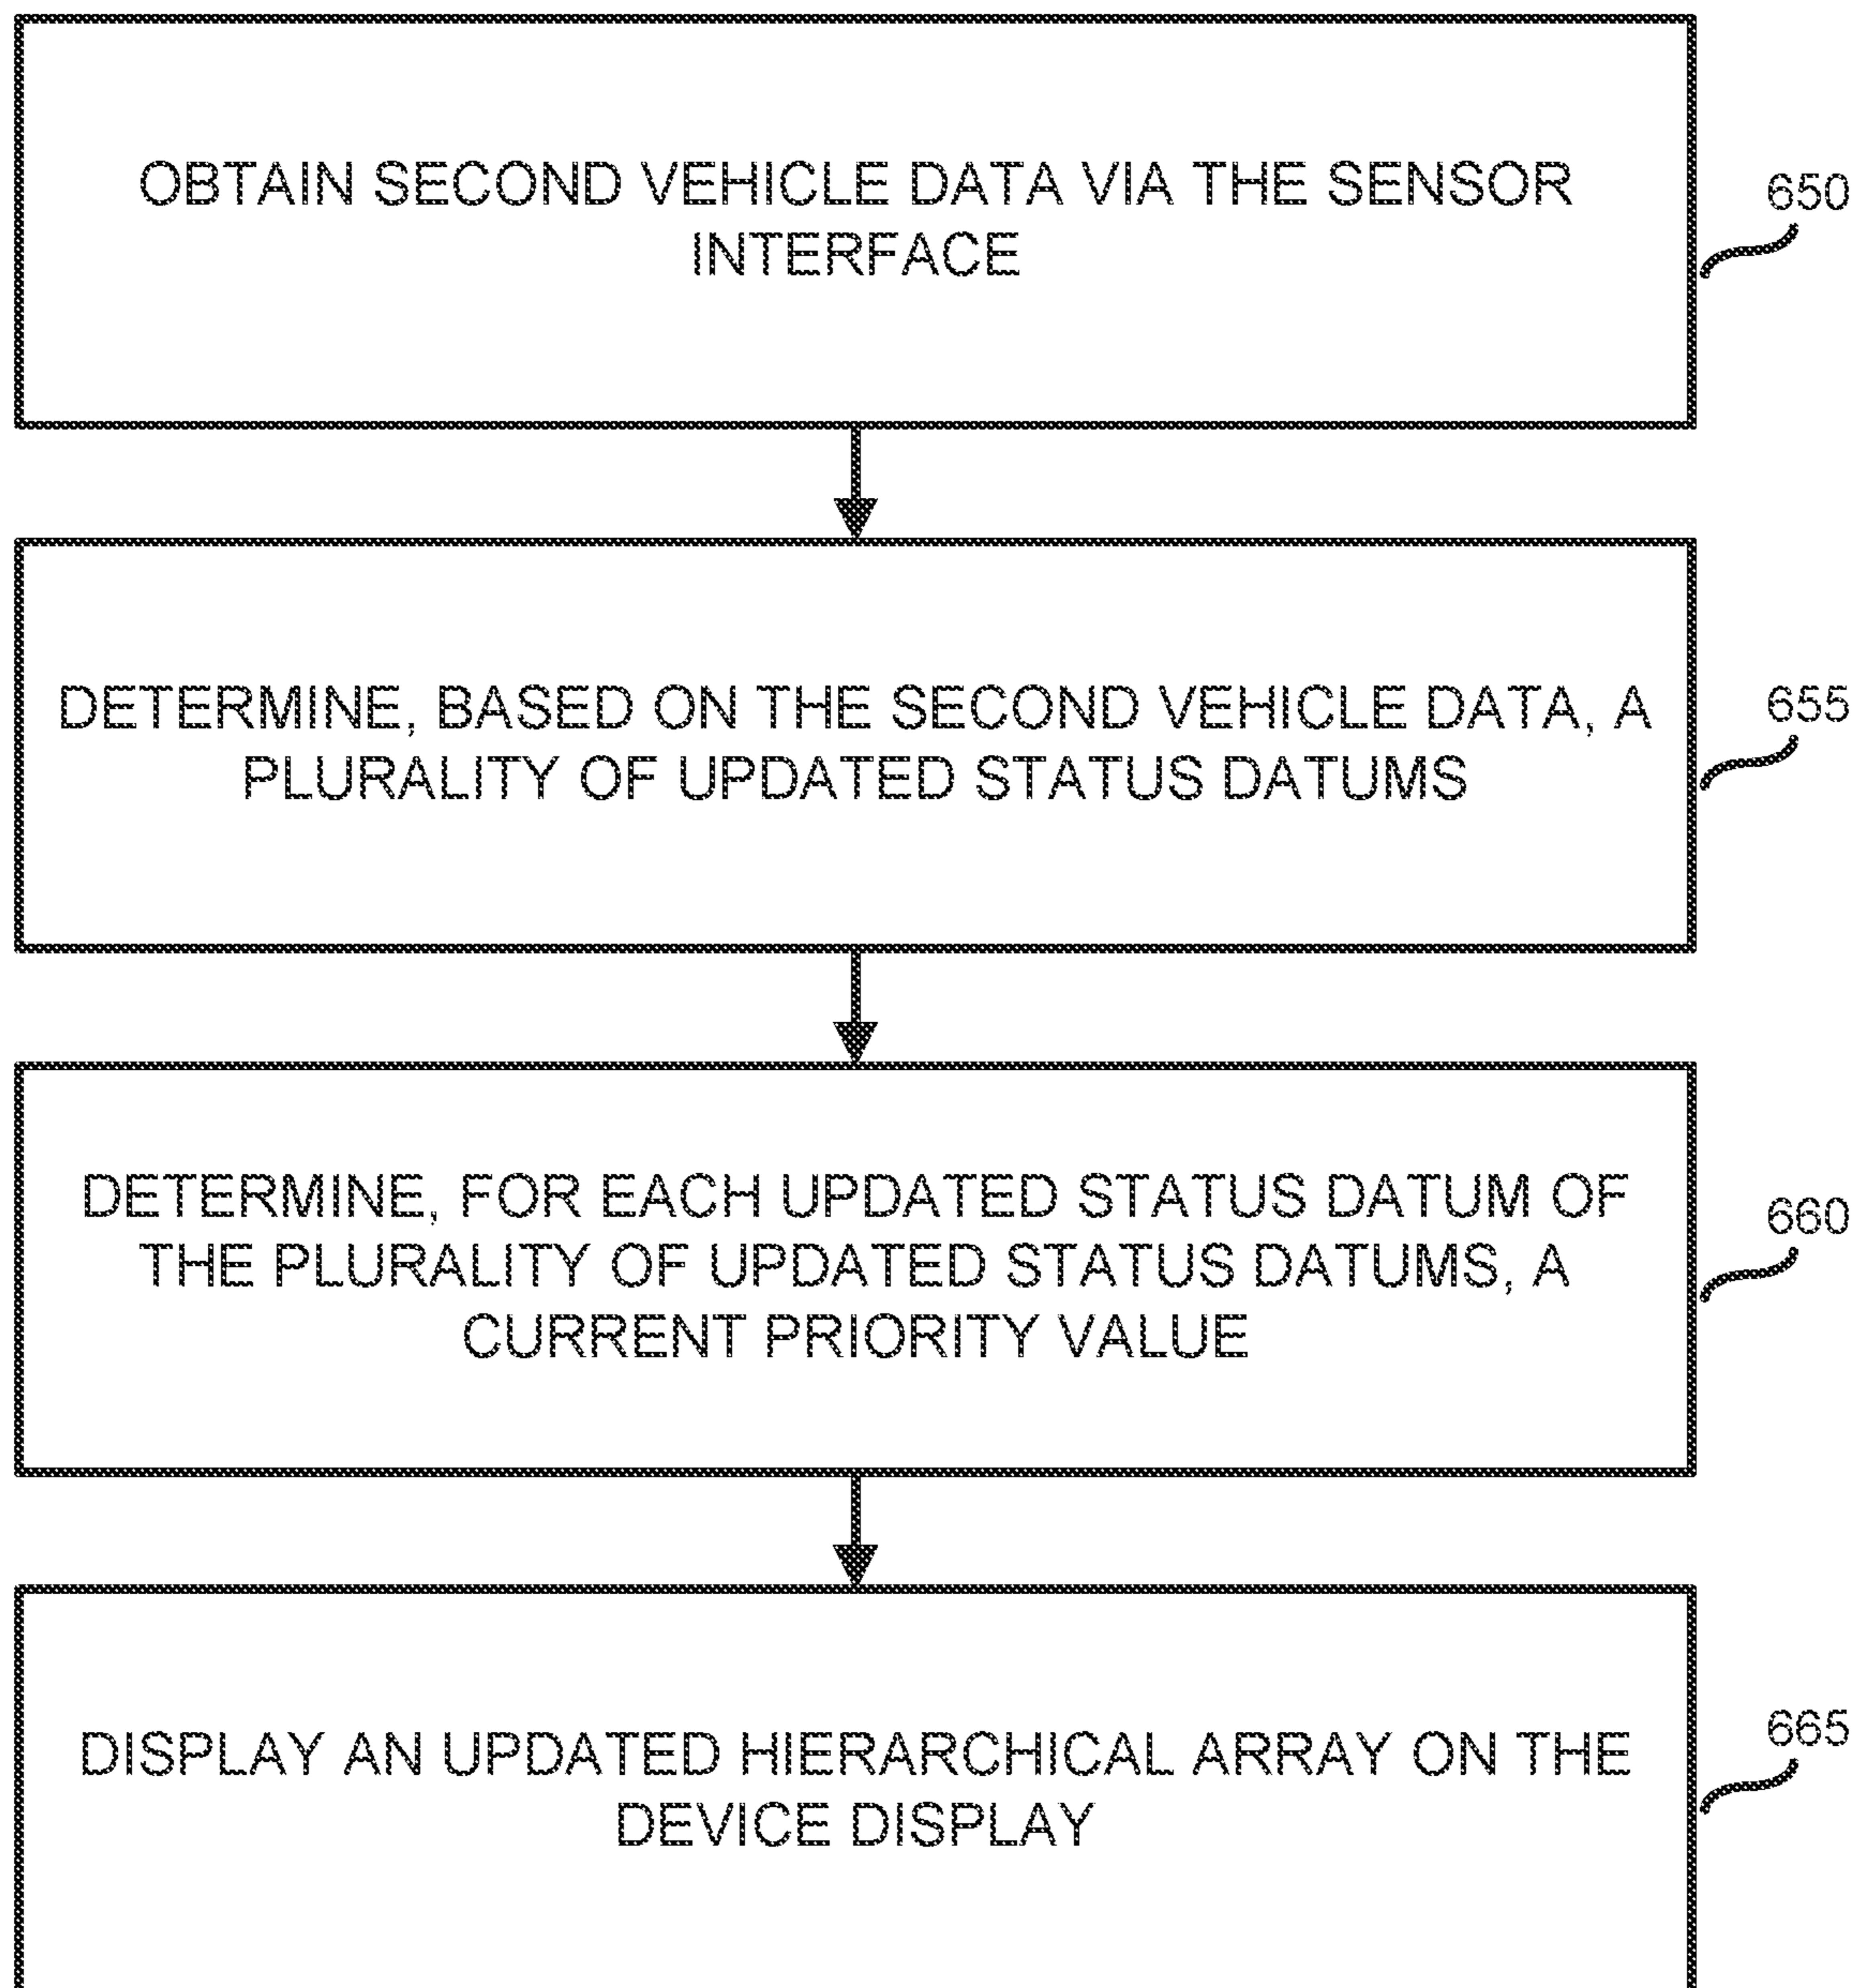 OBTAIN SECOND VEHICLE DATA VIA THE SENSOR
INTERFACE
650
DETERMINE, BASED ON THE SECOND VEHICLE DATA, A
PLURALITY OF UPDATED STATUS DATUMS
655
DETERMINE, FOR EACH UPDATED STATUS DATUM OF
THE PLURALITY OF UPDATED STATUS DATUMS, A
CURRENT PRIORITY VALUE
660
DISPLAY AN UPDATED HIERARCHICAL ARRAY ON THE
DEVICE DISPLAY
665